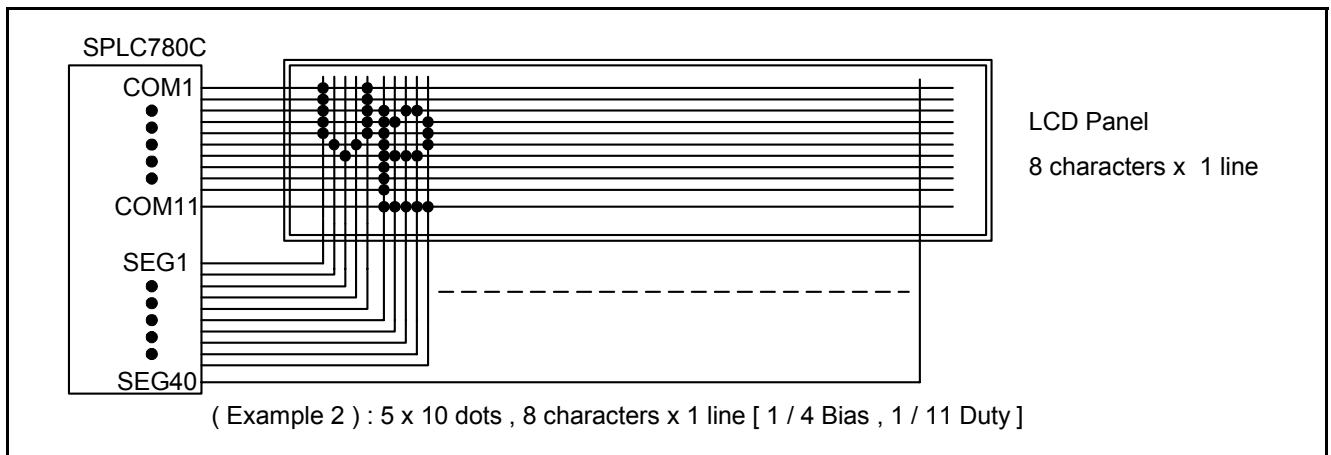 SPLC780C
COM1
COM11
SEG1
SEG40
LCD Panel
8 characters x 1 line
( Example 2 ) : 5 x 10 dots , 8 characters x 1 line [ 1 / 4 Bias , 1 / 11 Duty ]